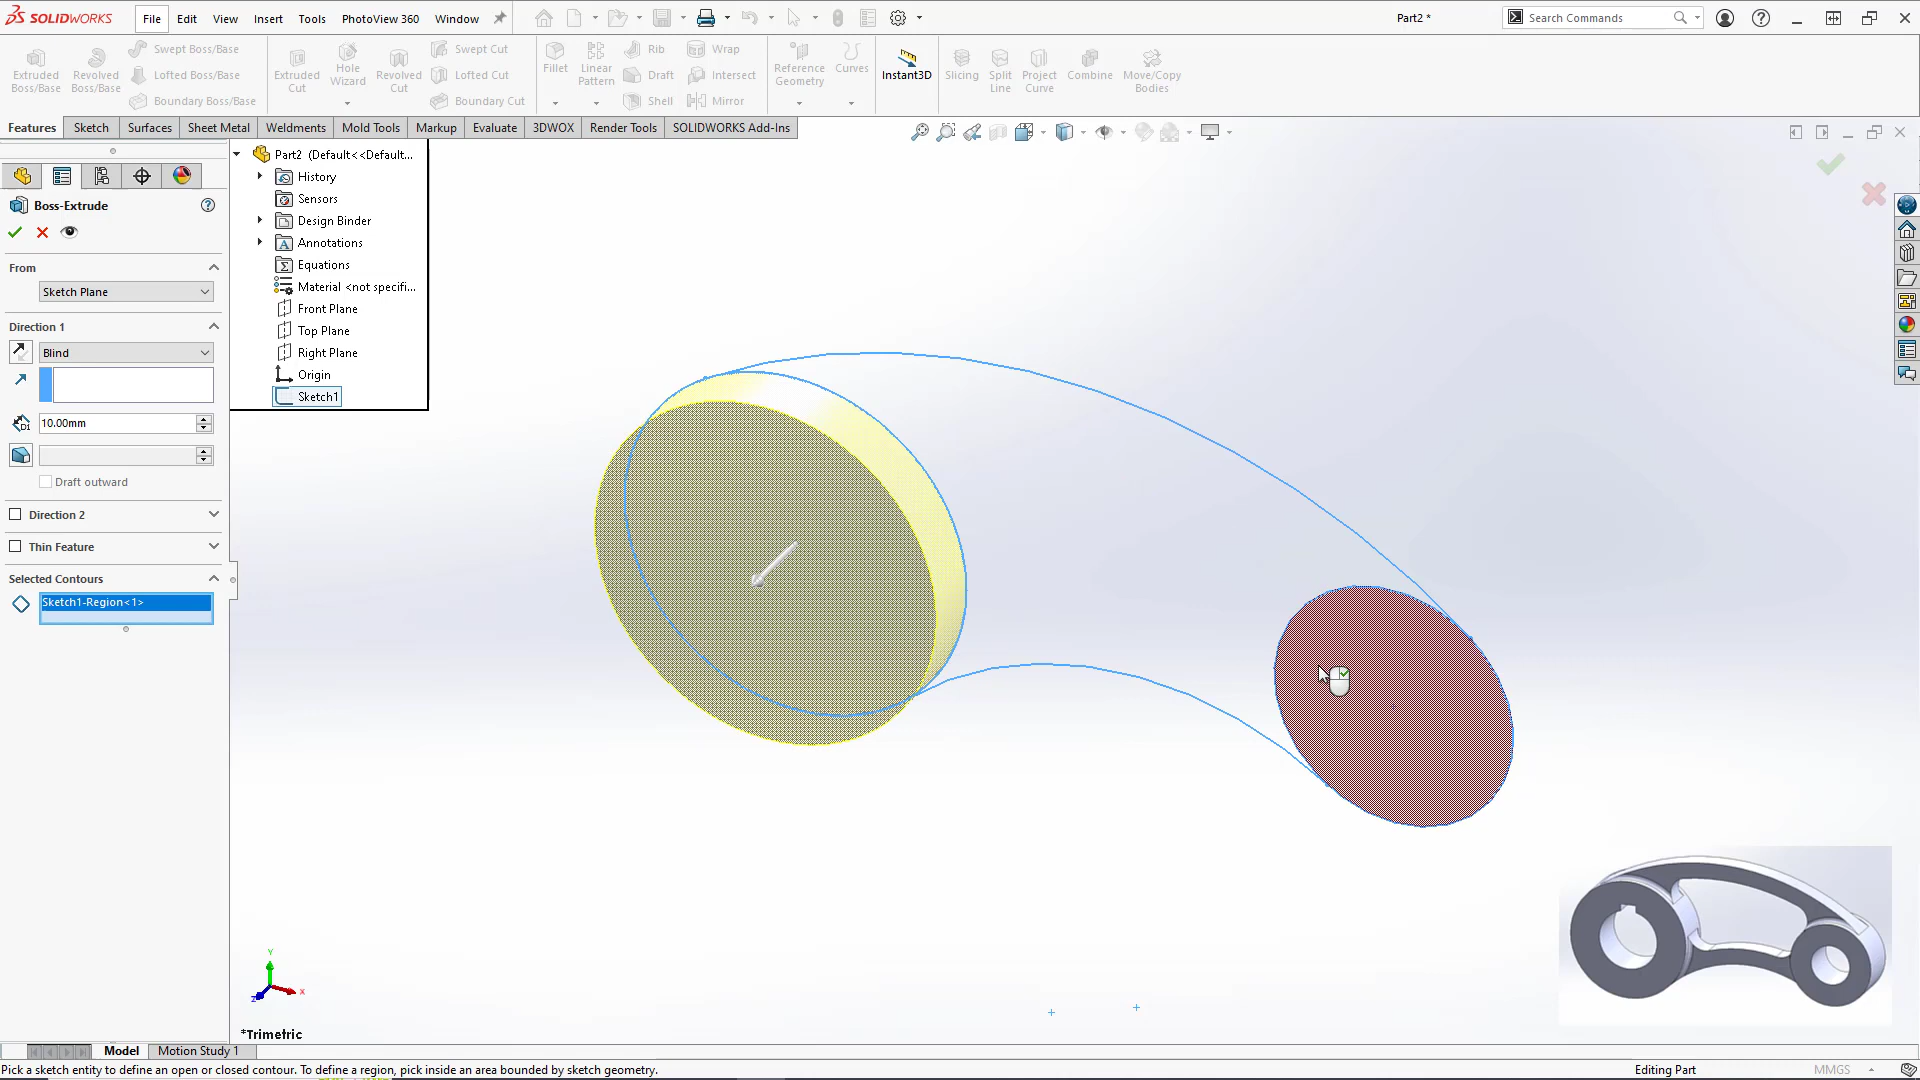 SOLIDWORKS File Edit View Insert Tools PhotoView 360 Window Part2 * Search Commands
Extruded Boss/Base Revolved Boss/Base Swept Boss/Base Lofted Boss/Base Boundary Boss/Base Extruded Cut Hole Wizard Revolved Cut Swept Cut Lofted Cut Boundary Cut Fillet Linear Pattern Rib Draft Shell Wrap Intersect Mirror Reference Geometry Curves Instant3D Slicing Split Line Project Curve Combine Move/Copy Bodies
Features Sketch Surfaces Sheet Metal Weldments Mold Tools Markup Evaluate 3DWOX Render Tools SOLIDWORKS Add-Ins
Boss-Extrude
From
Sketch Plane
Direction 1
Blind
D1 10.00mm
Draft outward
Direction 2
Thin Feature
Selected Contours
Sketch1-Region<1>
Part2 (Default<<Default...
History
Sensors
Design Binder
Annotations
Equations
Material <not specifi...
Front Plane
Top Plane
Right Plane
Origin
Sketch1
Y
X
Z
*Trimetric
Model Motion Study 1
Pick a sketch entity to define an open or closed contour. To define a region, pick inside an area bounded by sketch geometry. Editing Part MMGS